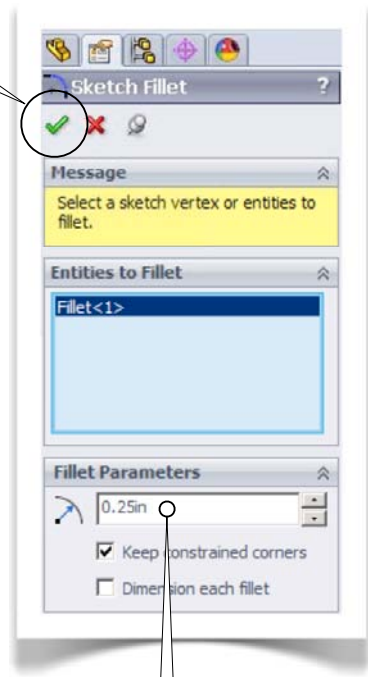 Sketch Fillet ?
Message
Select a sketch vertex or entities to
fillet.
Entities to Fillet
Fillet<1>
Fillet Parameters
0.25in
Keep constrained corners
Dimension each fillet